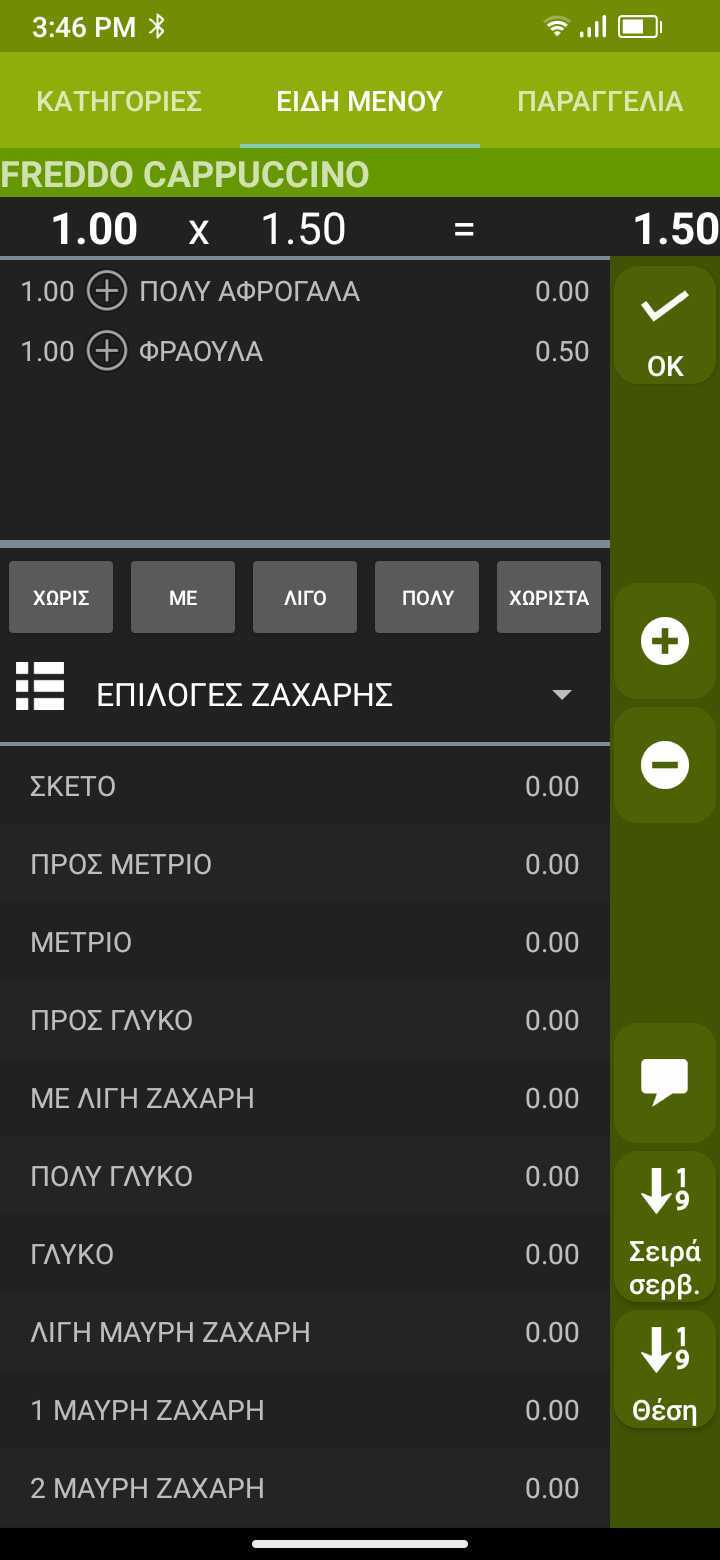 3:46 PM
ΚΑΤΗΓΟΡΙΕΣ ΕΙΔΗ ΜΕΝΟΥ ΠΑΡΑΓΓΕΛΙΑ
FREDDO CAPPUCCINO
1.00 x 1.50 = 1.50
1.00 ΠΟΛΥ ΑΦΡΟΓΑΛΑ 0.00
1.00 ΦΡΑΟΥΛΑ 0.50
OK
ΧΩΡΙΣ ΜΕ ΛΙΓΟ ΠΟΛΥ ΧΩΡΙΣΤΑ
ΕΠΙΛΟΓΕΣ ΖΑΧΑΡΗΣ
ΣΚΕΤΟ 0.00
ΠΡΟΣ ΜΕΤΡΙΟ 0.00
ΜΕΤΡΙΟ 0.00
ΠΡΟΣ ΓΛΥΚΟ 0.00
ΜΕ ΛΙΓΗ ΖΑΧΑΡΗ 0.00
ΠΟΛΥ ΓΛΥΚΟ 0.00
ΓΛΥΚΟ 0.00
ΛΙΓΗ ΜΑΥΡΗ ΖΑΧΑΡΗ 0.00
1 ΜΑΥΡΗ ΖΑΧΑΡΗ 0.00
2 ΜΑΥΡΗ ΖΑΧΑΡΗ 0.00
1
9
Σειρά
σερβ.
1
9
Θέση